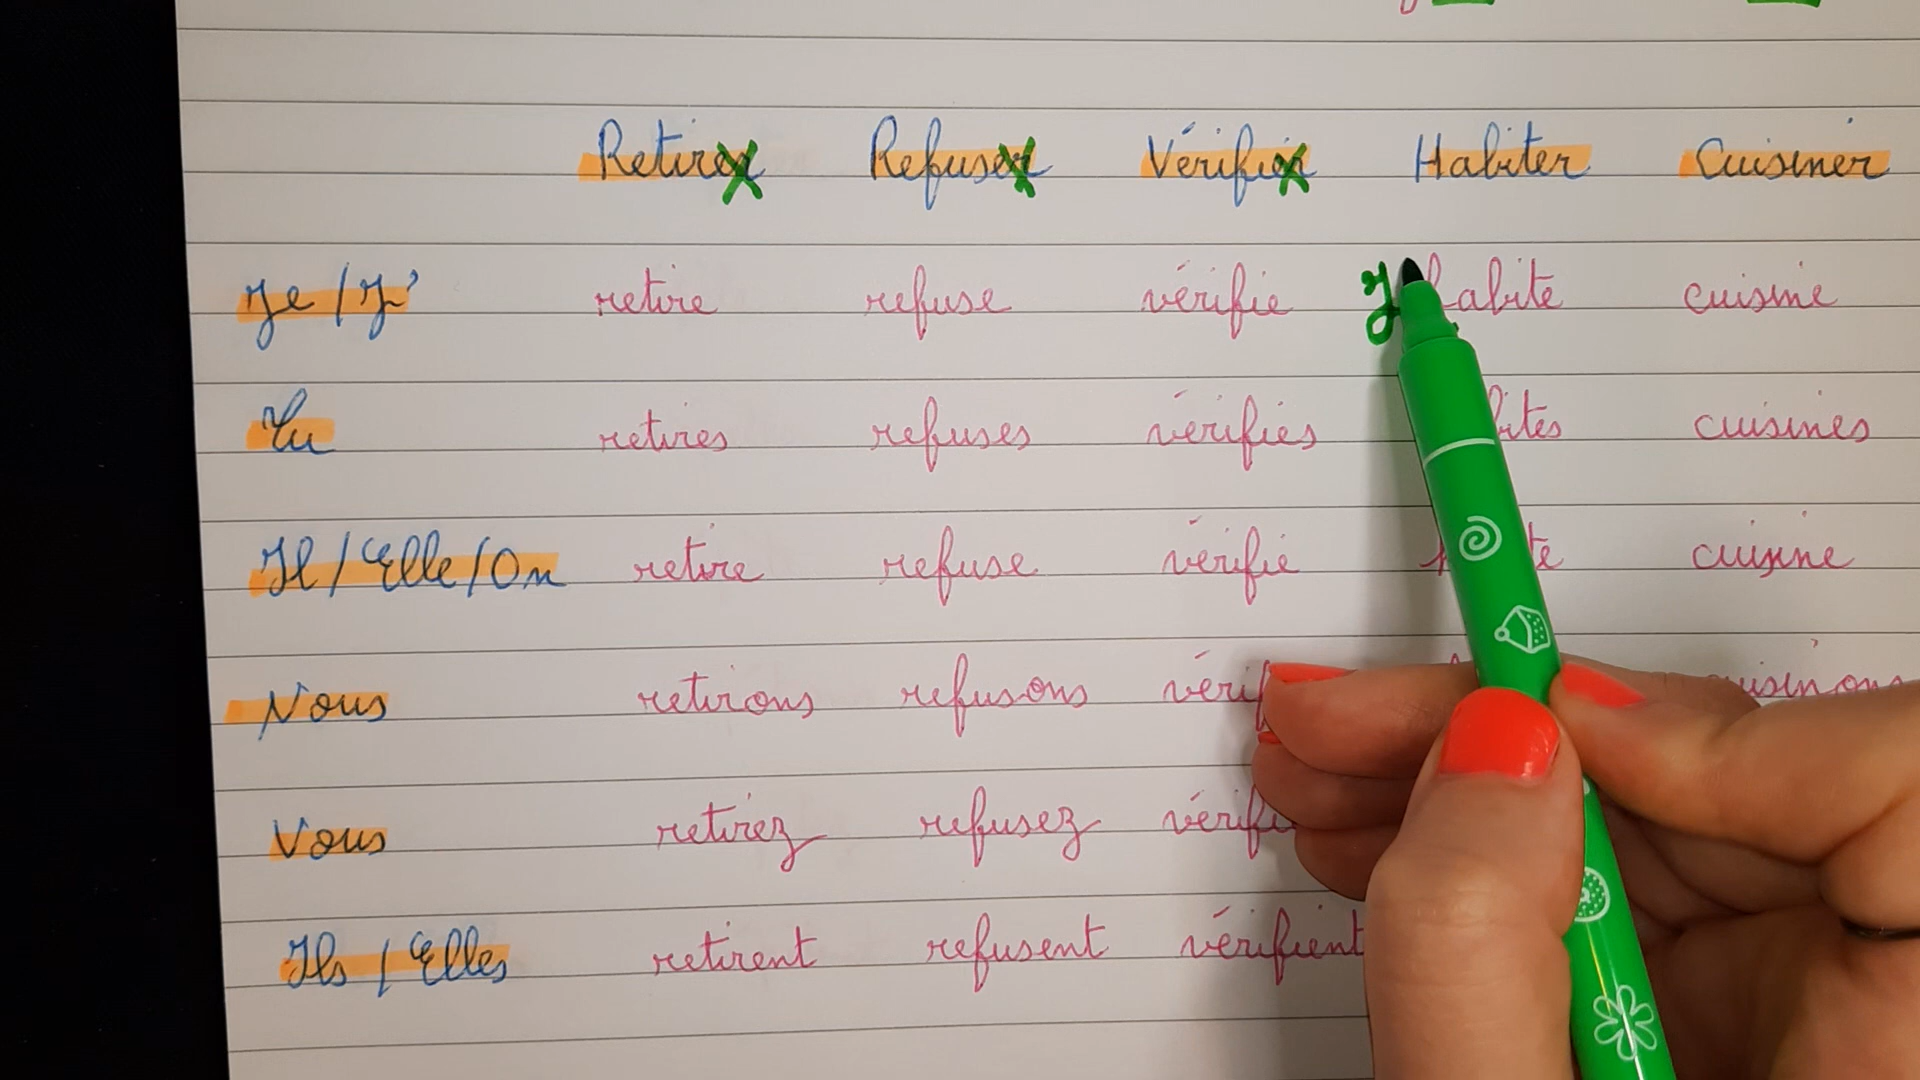 Retirer Refuser Vérifier Habiter Cuisiner
Je / J' retire refuse vérifie J habite cuisine
Tu retires refuses vérifies cuisines
Il / Elle / On retire refuse vérifie cuisine
Nous retirons refusons
Vous retirez refusez
Ils / Elles retirent refusent vérifient